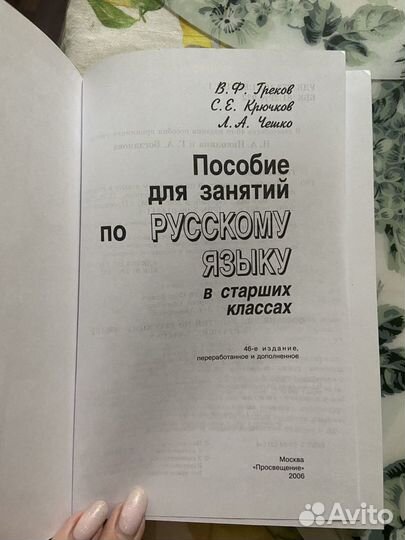 В. Ф. Греков
С. Е. Крючков
Л. А. Чешко
Пособие
для занятий
по РУССКОМУ
ЯЗЫКУ
в старших
классах
46-е издание,
переработанное и дополненное
Москва
«Просвещение»
2006
Avito